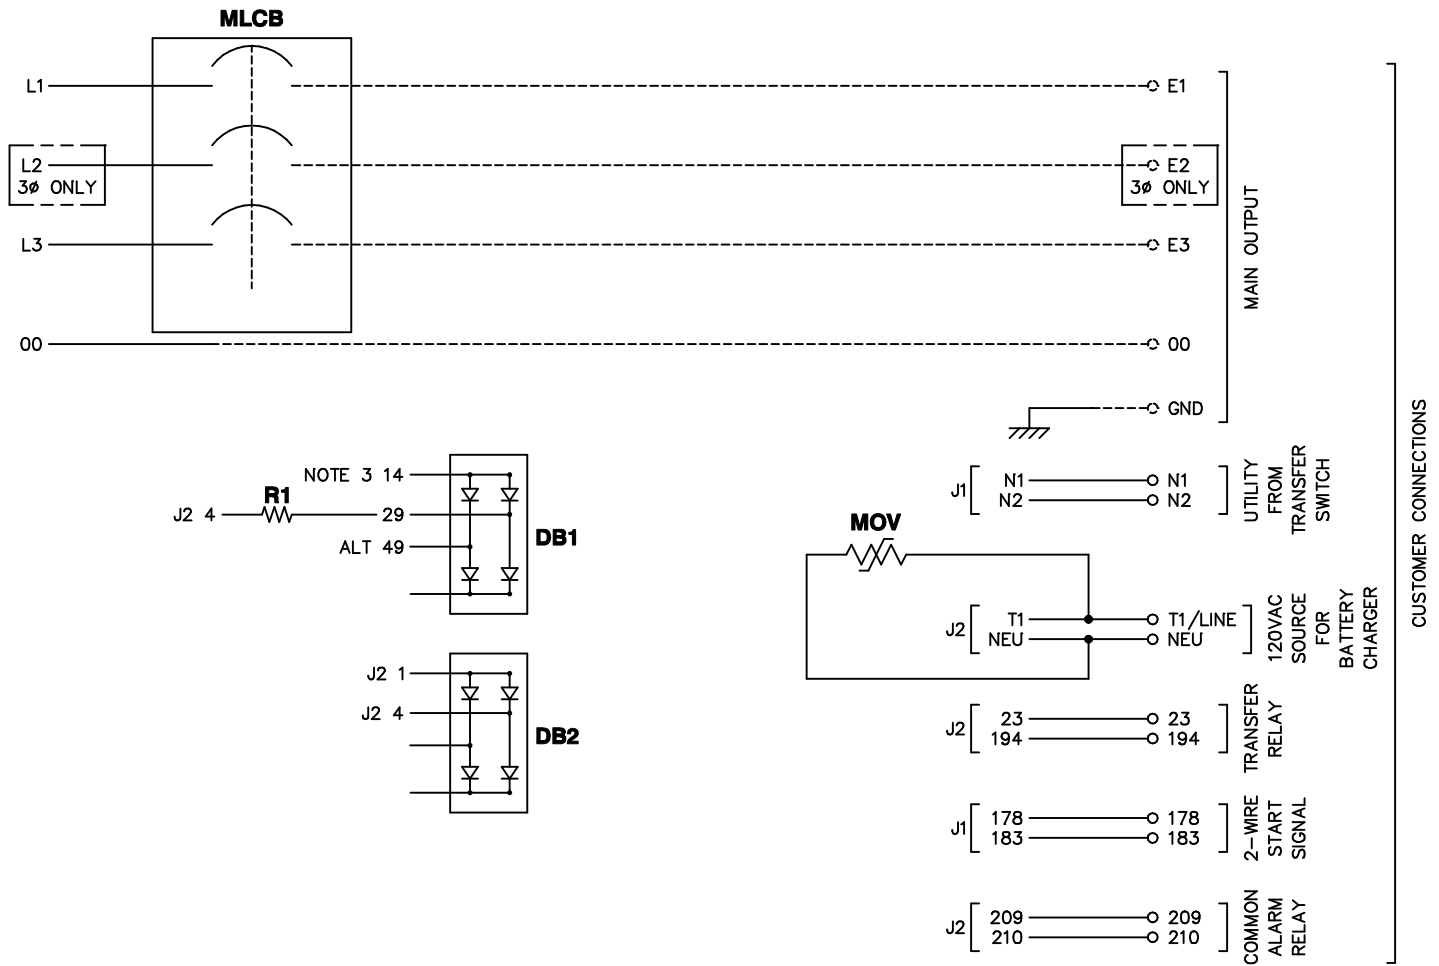 MLCB
L1
E1
L2
3ø ONLY
E2
3ø ONLY
L3
E3
00
00
GND
MAIN OUTPUT
NOTE 3 14
R1
J2 4
29
ALT 49
DB1
J2 1
J2 4
DB2
J1
N1
N2
N1
N2
UTILITY
FROM
TRANSFER
SWITCH
MOV
J2
T1
NEU
T1/LINE
NEU
120VAC
SOURCE
FOR
BATTERY
CHARGER
J2
23
194
23
194
TRANSFER
RELAY
J1
178
183
178
183
2-WIRE
START
SIGNAL
J2
209
210
209
210
COMMON
ALARM
RELAY
CUSTOMER CONNECTIONS